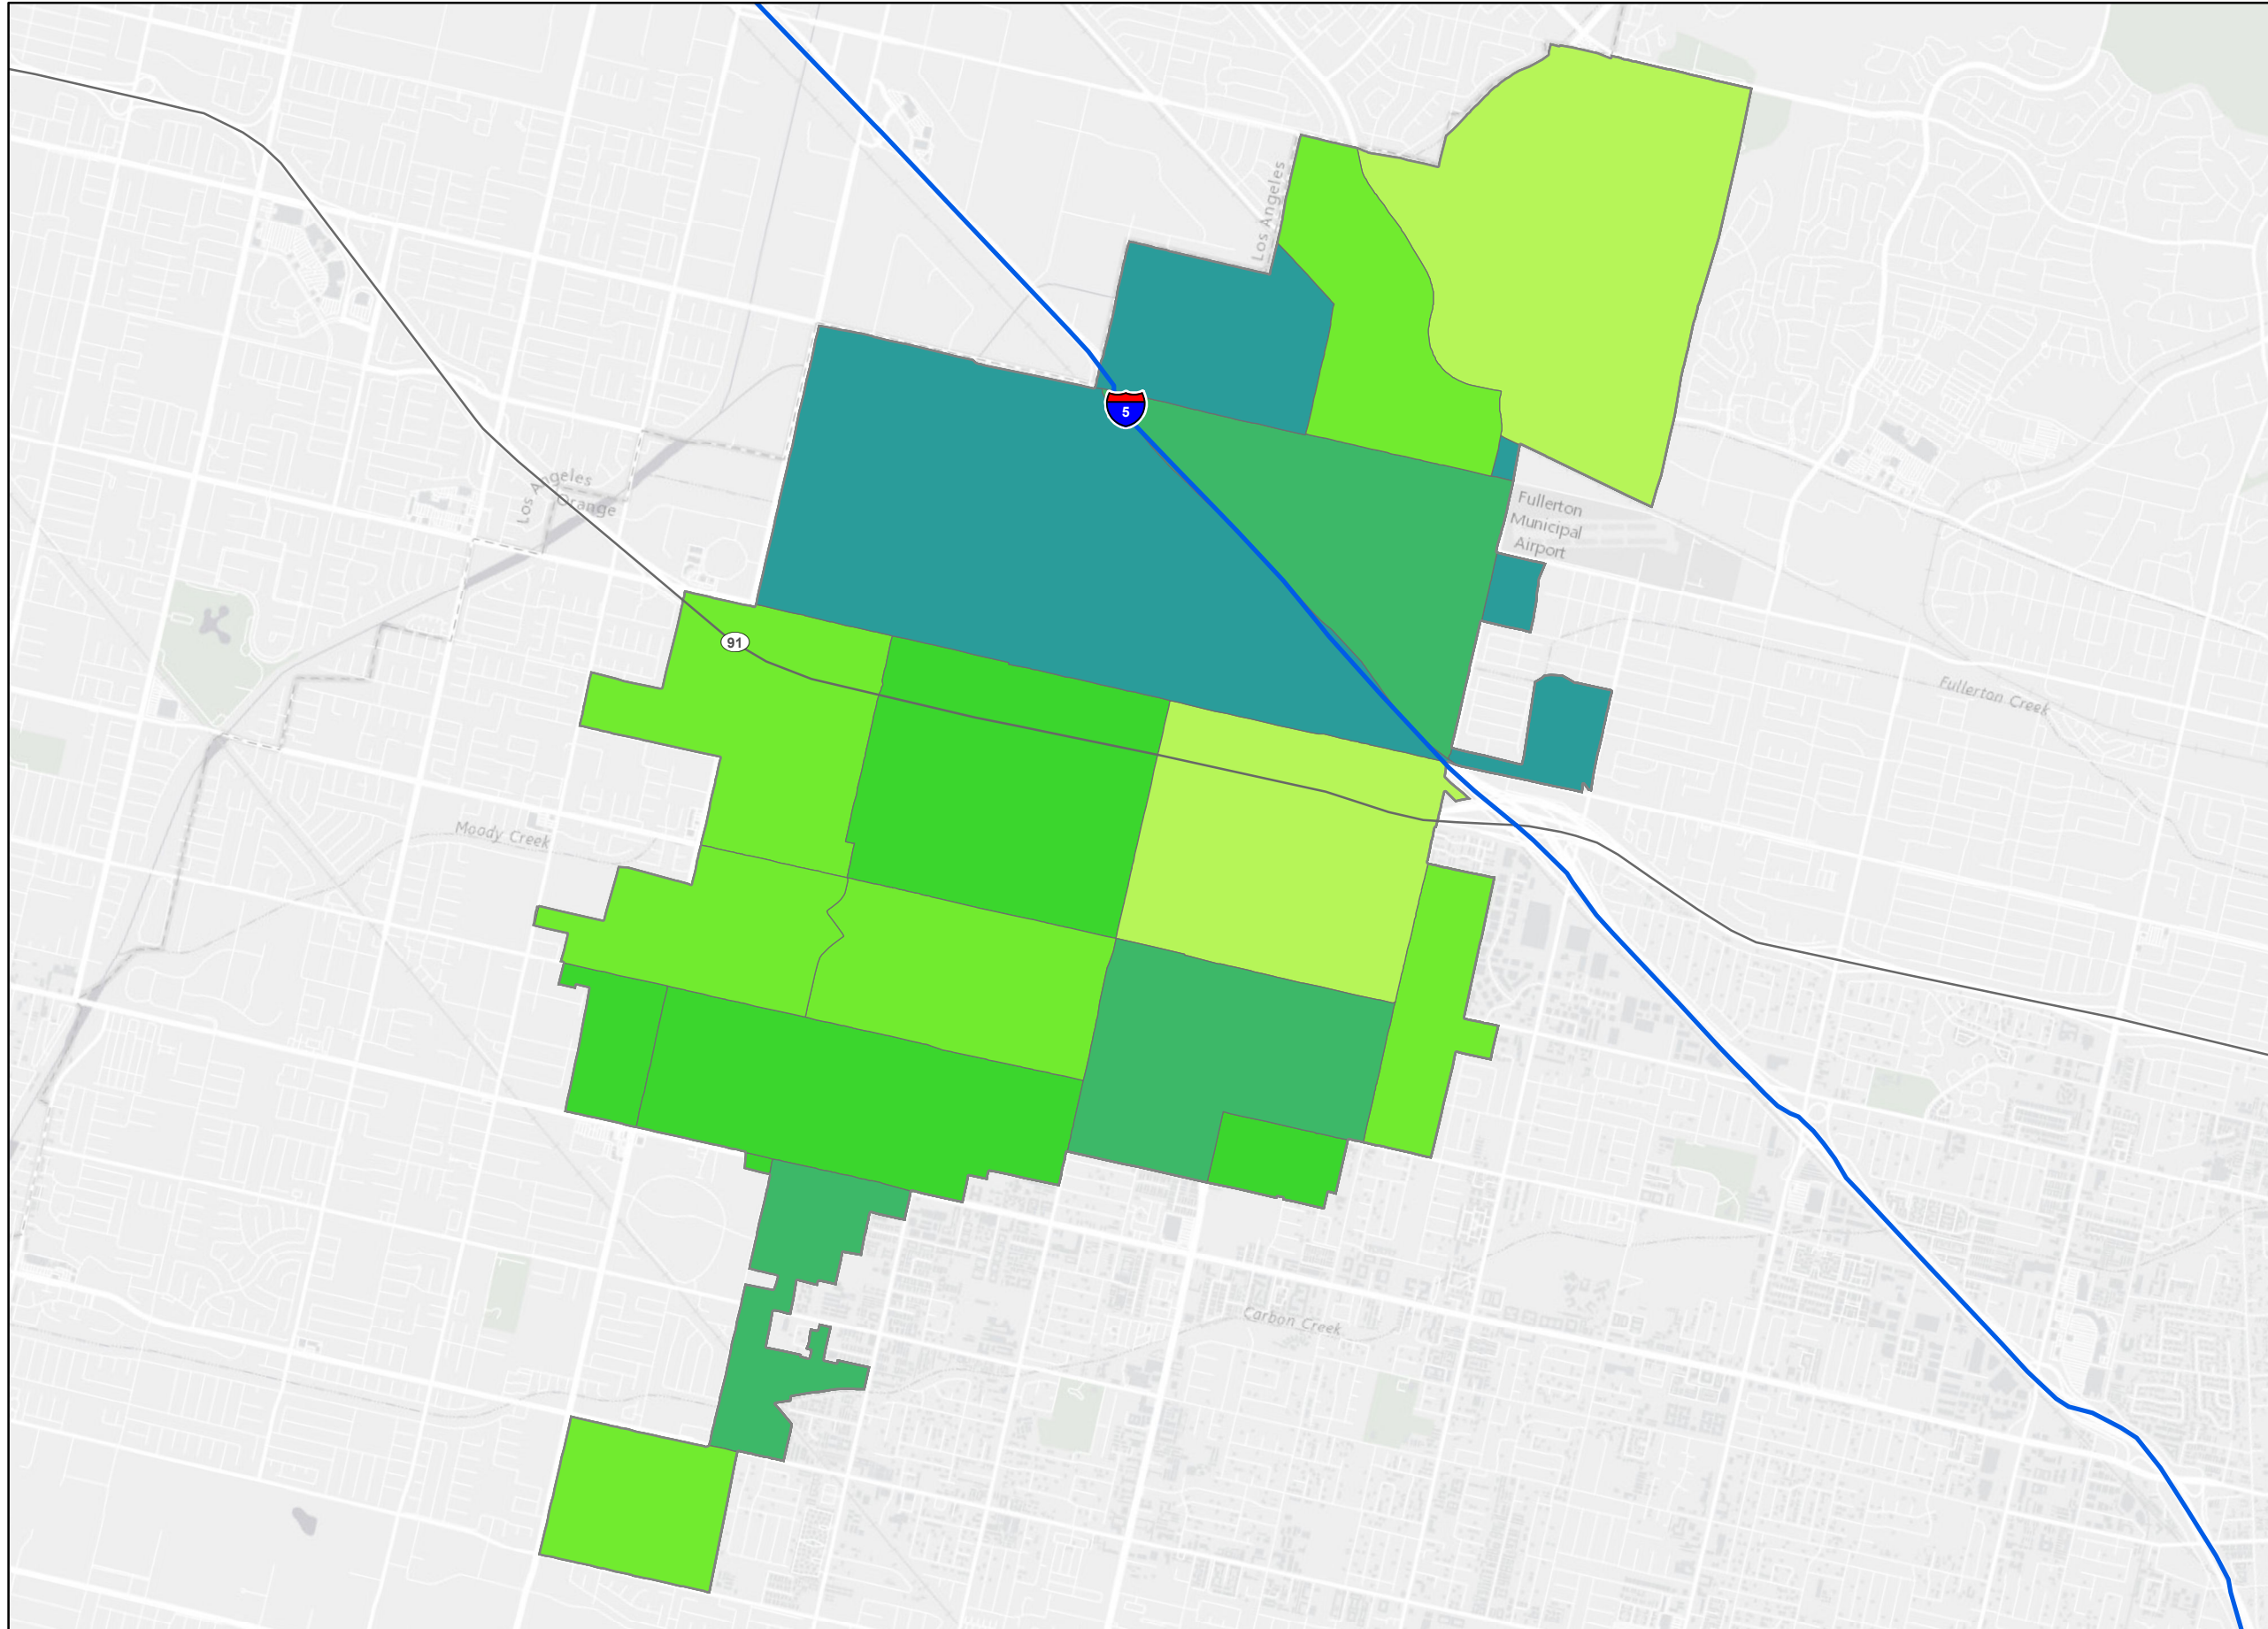 Los Angeles
5
Los Angeles
Orange
Fullerton
Municipal
Airport
91
Fullerton Creek
Moody Creek
Carbon Creek